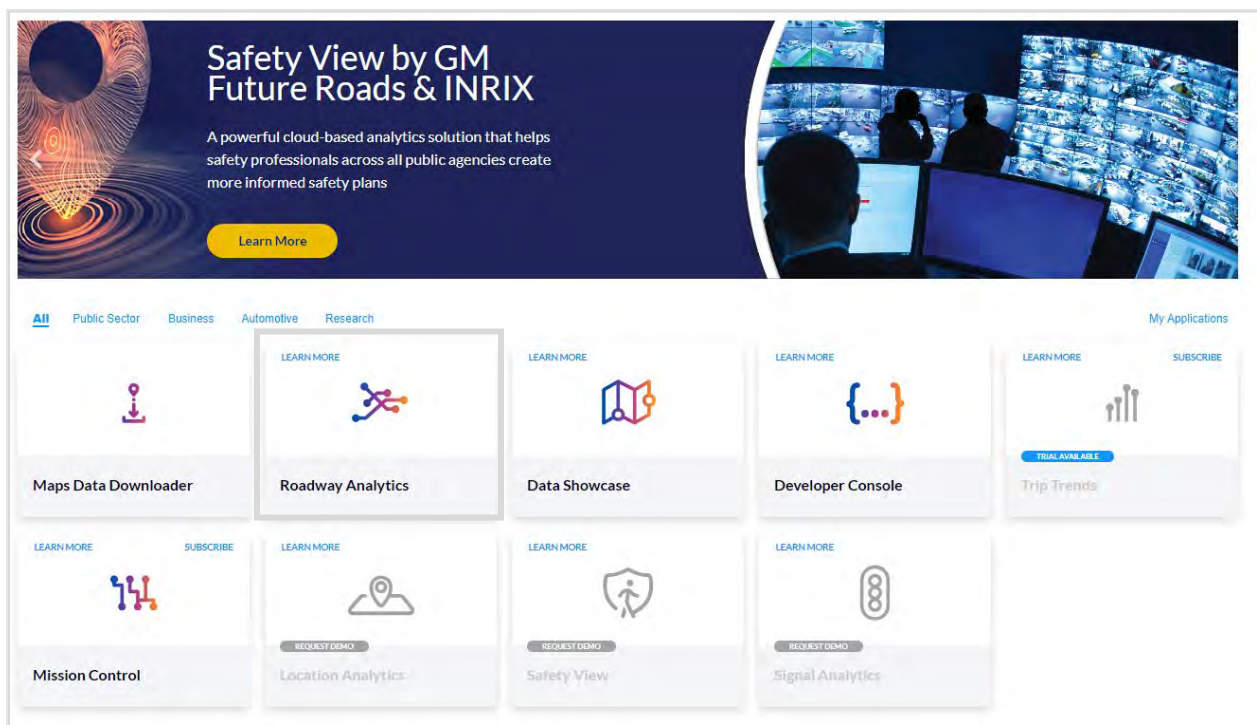 Safety View by GM
Future Roads & INRIX
A powerful cloud-based analytics solution that helps
safety professionals across all public agencies create
more informed safety plans
Learn More
All Public Sector Business Automotive Research My Applications
LEARN MORE LEARN MORE LEARN MORE LEARN MORE SUBSCRIBE
{...}
TRIAL AVAILABLE
Maps Data Downloader Roadway Analytics Data Showcase Developer Console Trip Trends
LEARN MORE SUBSCRIBE LEARN MORE LEARN MORE LEARN MORE
REQUEST DEMO REQUEST DEMO REQUEST DEMO
Mission Control Location Analytics Safety View Signal Analytics